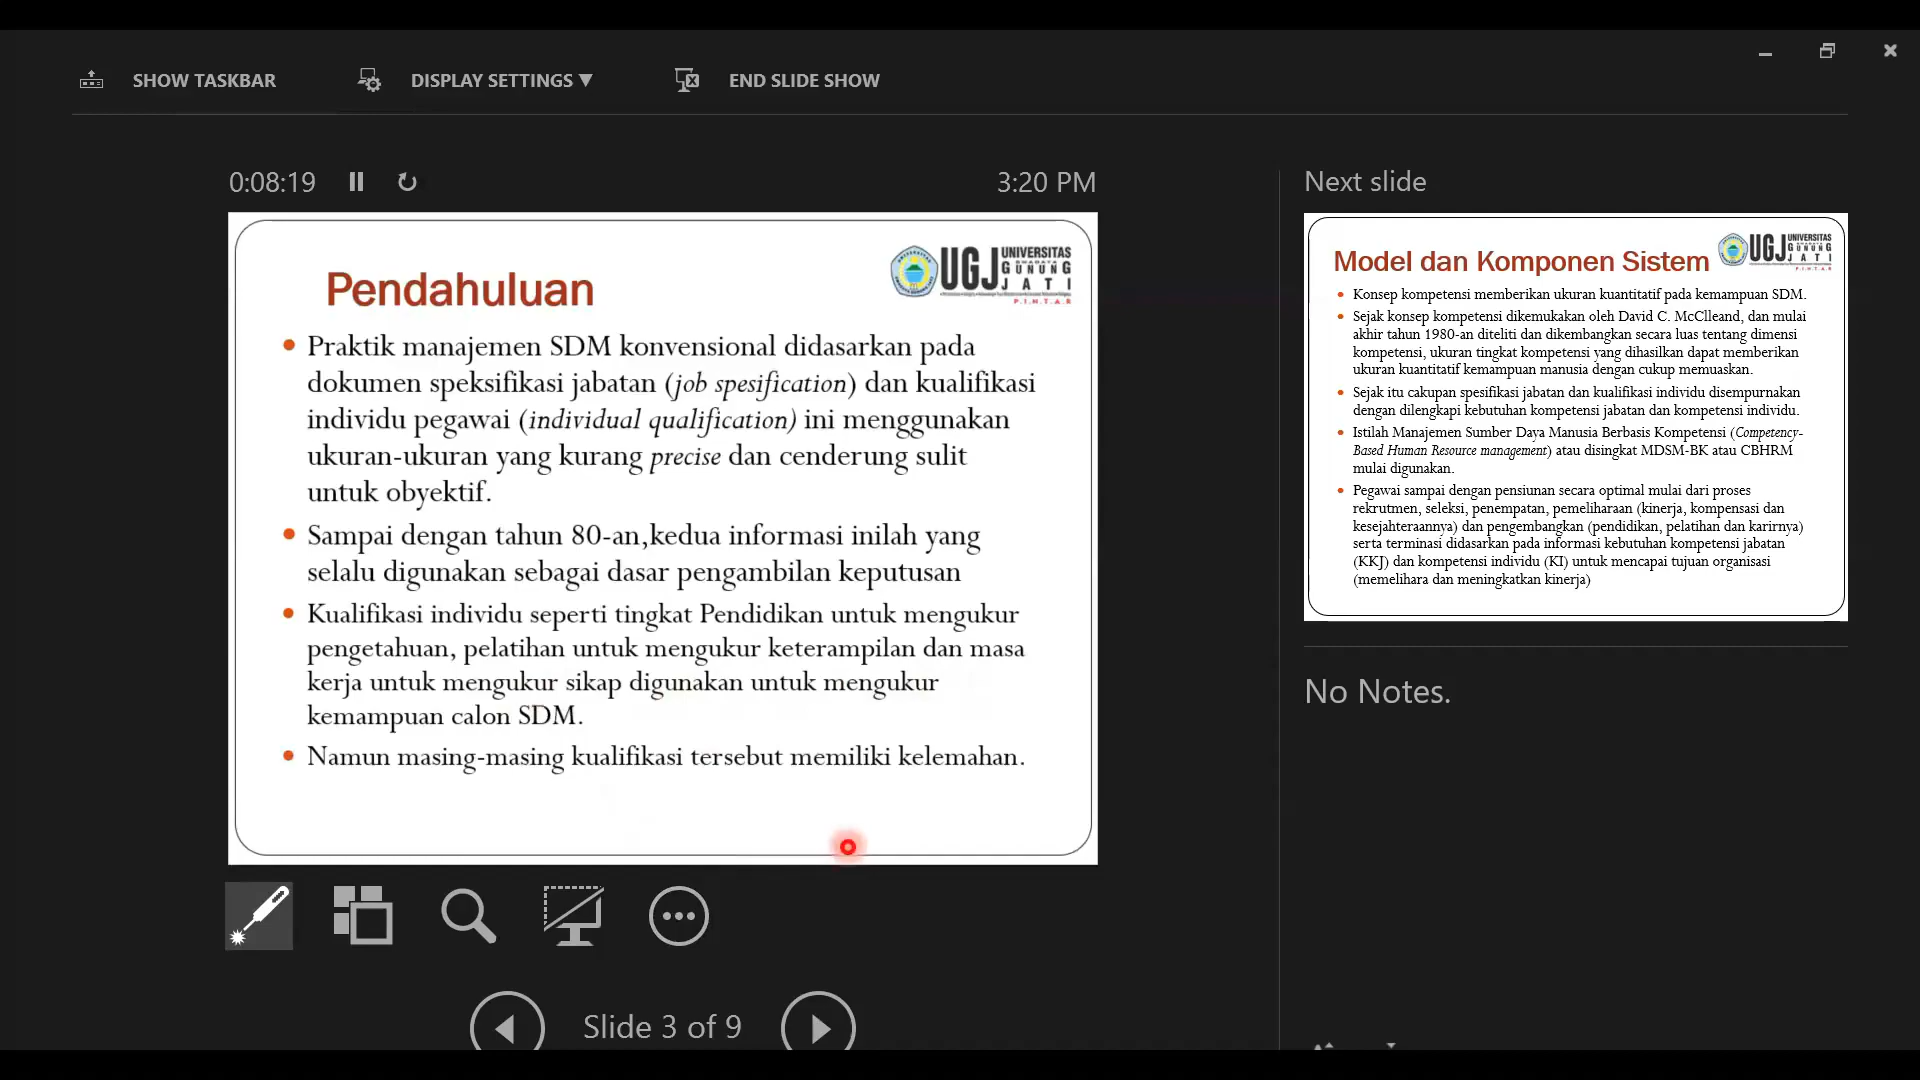 SHOW TASKBAR
DISPLAY SETTINGS ▼
END SLIDE SHOW
0:08:19
3:20 PM
UGJ UNIVERSITAS
SWADAYA
GUNUNG
JATI
P.I.N.T.A.R
Pendahuluan
• Praktik manajemen SDM konvensional didasarkan pada
dokumen speksifikasi jabatan (job spesification) dan kualifikasi
individu pegawai (individual qualification) ini menggunakan
ukuran-ukuran yang kurang precise dan cenderung sulit
untuk obyektif.
• Sampai dengan tahun 80-an,kedua informasi inilah yang
selalu digunakan sebagai dasar pengambilan keputusan
• Kualifikasi individu seperti tingkat Pendidikan untuk mengukur
pengetahuan, pelatihan untuk mengukur keterampilan dan masa
kerja untuk mengukur sikap digunakan untuk mengukur
kemampuan calon SDM.
• Namun masing-masing kualifikasi tersebut memiliki kelemahan.
Slide 3 of 9
Next slide
Model dan Komponen Sistem
UGJ UNIVERSITAS
GUNUNG
JATI
P.I.N.T.A.R
• Konsep kompetensi memberikan ukuran kuantitatif pada kemampuan SDM.
• Sejak konsep kompetensi dikemukakan oleh David C. McClleand, dan mulai
akhir tahun 1980-an diteliti dan dikembangkan secara luas tentang dimensi
kompetensi, ukuran tingkat kompetensi yang dihasilkan dapat memberikan
ukuran kuantitatif kemampuan manusia dengan cukup memuaskan.
• Sejak itu cakupan spesifikasi jabatan dan kualifikasi individu disempurnakan
dengan dilengkapi kebutuhan kompetensi jabatan dan kompetensi individu.
• Istilah Manajemen Sumber Daya Manusia Berbasis Kompetensi (Competency-
Based Human Resource management) atau disingkat MDSM-BK atau CBHRM
mulai digunakan.
• Pegawai sampai dengan pensiunan secara optimal mulai dari proses
rekrutmen, seleksi, penempatan, pemeliharaan (kinerja, kompensasi dan
kesejahteraannya) dan pengembangkan (pendidikan, pelatihan dan karirnya)
serta terminasi didasarkan pada informasi kebutuhan kompetensi jabatan
(KKJ) dan kompetensi individu (KI) untuk mencapai tujuan organisasi
(memelihara dan meningkatkan kinerja)
No Notes.